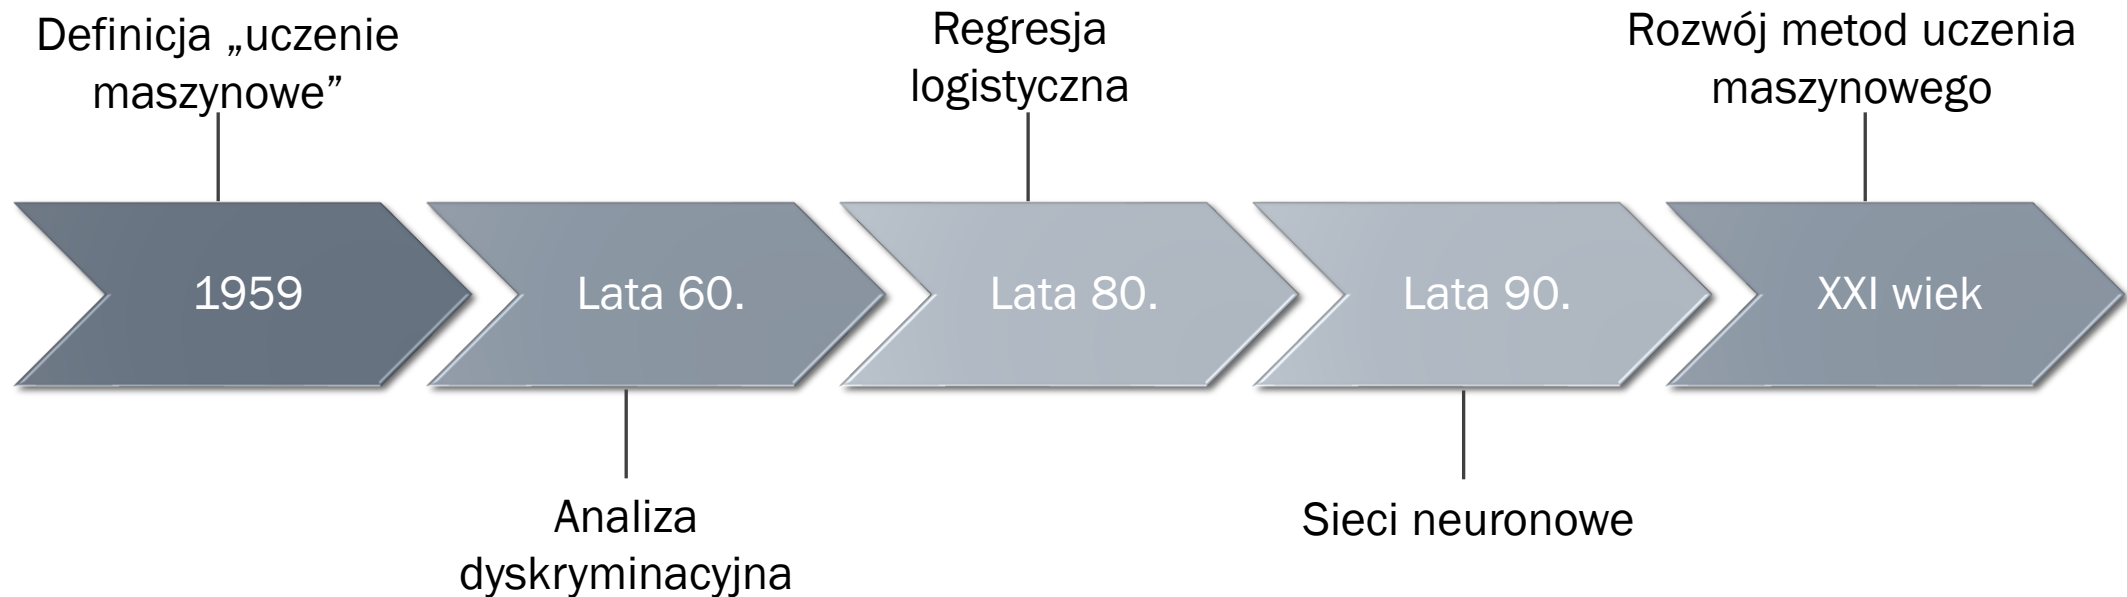 Definicja „uczenie
maszynowe”
Regresja
logistyczna
Rozwój metod uczenia
maszynowego
1959
Lata 60.
Lata 80.
Lata 90.
XXI wiek
Analiza
dyskryminacyjna
Sieci neuronowe